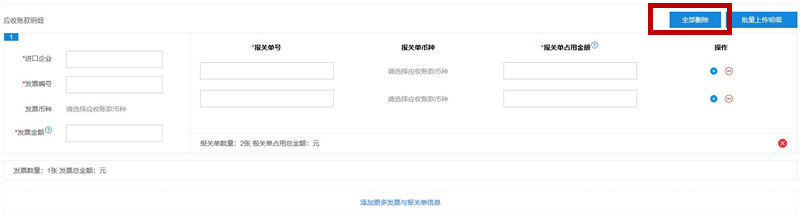 应收账款明细 全部删除 批量上传明细
1
*报关单号 报关单币种 *报关单占用金额? 操作
*进口企业
请选择应收账款币种
*发票编号
请选择应收账款币种
发票币种 请选择应收账款币种
*发票金额?
报关单数量：2张 报关单占用总金额：元
发票数量：1张 发票总金额：元
添加更多发票与报关单信息